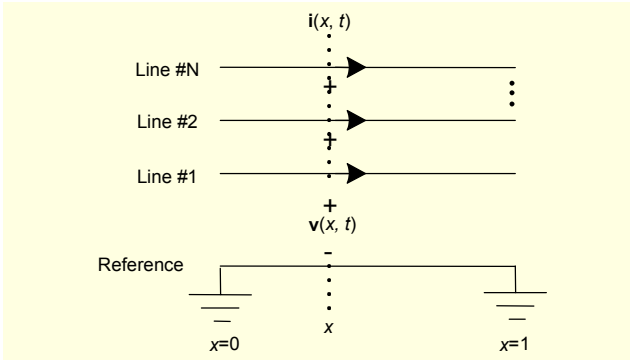 i(x, t)
Line #N
+
Line #2
+
Line #1
+
v(x, t)
-
Reference
x
x=0
x=1